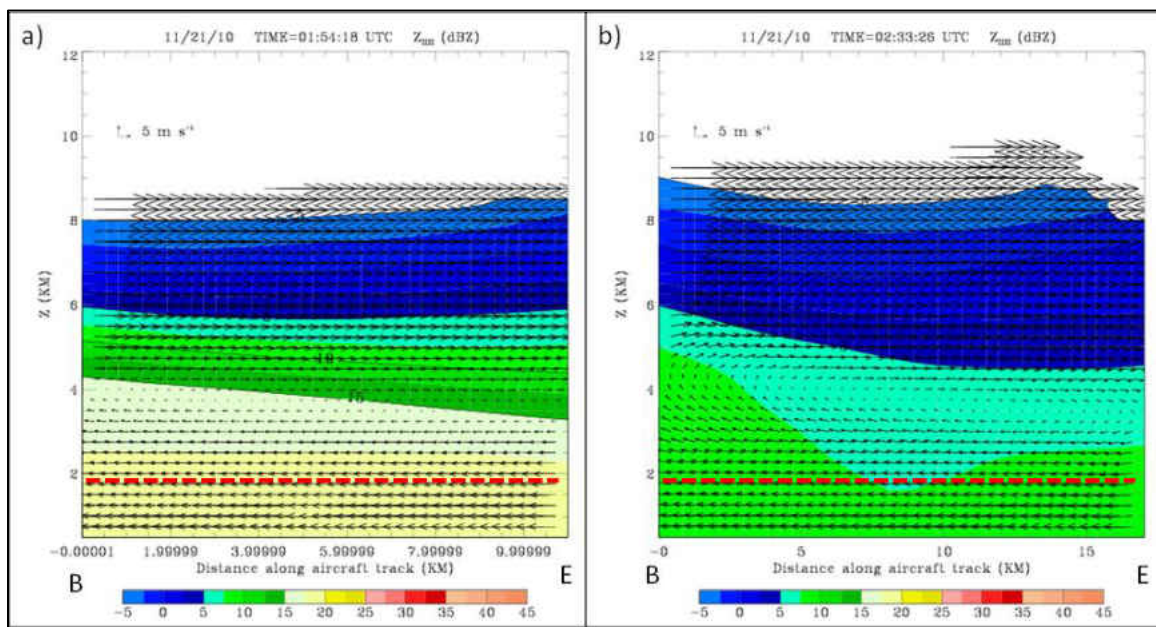 a)
11/21/10 TIME=01:54:18 UTC Z_NN (dBZ)
12
10
8
6
4
2
Z (KM)
5 m s⁻¹
10
15
-0.00001 1.99999 3.99999 5.99999 7.99999 9.99999
Distance along aircraft track (KM)
B
E
-5 0 5 10 15 20 25 30 35 40 45
b)
11/21/10 TIME=02:33:26 UTC Z_NN (dBZ)
12
10
8
6
4
2
Z (KM)
5 m s⁻¹
-0 5 10 15
Distance along aircraft track (KM)
B
E
-5 0 5 10 15 20 25 30 35 40 45